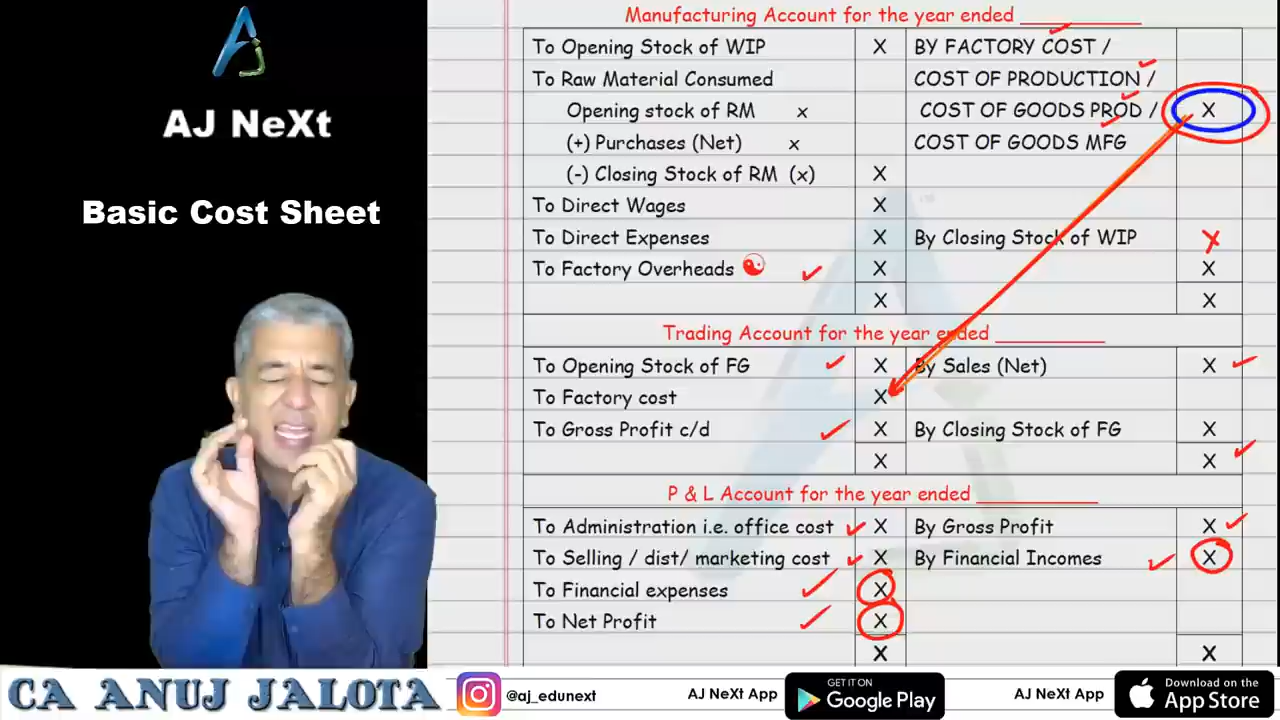 AJ NeXt
Basic Cost Sheet
Manufacturing Account for the year ended ____________
To Opening Stock of WIP X BY FACTORY COST /
To Raw Material Consumed COST OF PRODUCTION /
Opening stock of RM x COST OF GOODS PROD / X
(+) Purchases (Net) x COST OF GOODS MFG
(-) Closing Stock of RM (x) X
To Direct Wages X
To Direct Expenses X By Closing Stock of WIP X
To Factory Overheads X X
X X
Trading Account for the year ended ____________
To Opening Stock of FG X By Sales (Net) X
To Factory cost X
To Gross Profit c/d X By Closing Stock of FG X
X X
P & L Account for the year ended ____________
To Administration i.e. office cost X By Gross Profit X
To Selling / dist/ marketing cost X By Financial Incomes X
To Financial expenses X
To Net Profit X
X X
CA ANUJ JALOTA
@aj_edunext
AJ NeXt App
GET IT ON
Google Play
AJ NeXt App
Download on the
App Store